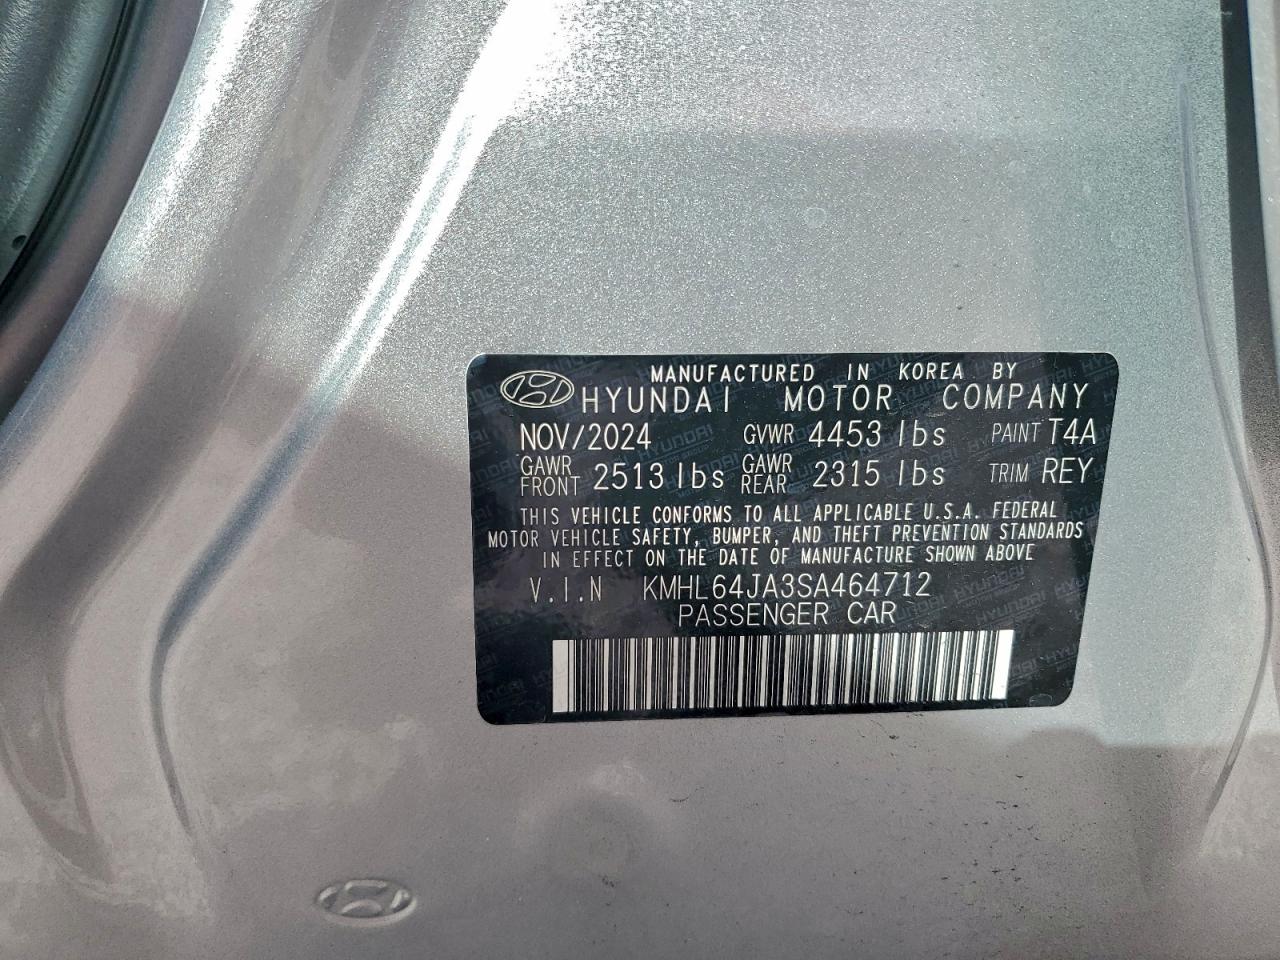 MANUFACTURED IN KOREA BY
HYUNDAI MOTOR COMPANY
NOV/2024 GVWR 4453 lbs PAINT T4A
GAWR FRONT 2513 lbs GAWR REAR 2315 lbs TRIM REY
THIS VEHICLE CONFORMS TO ALL APPLICABLE U.S.A. FEDERAL
MOTOR VEHICLE SAFETY, BUMPER, AND THEFT PREVENTION STANDARDS
IN EFFECT ON THE DATE OF MANUFACTURE SHOWN ABOVE
V.I.N KMHL64JA3SA464712
PASSENGER CAR